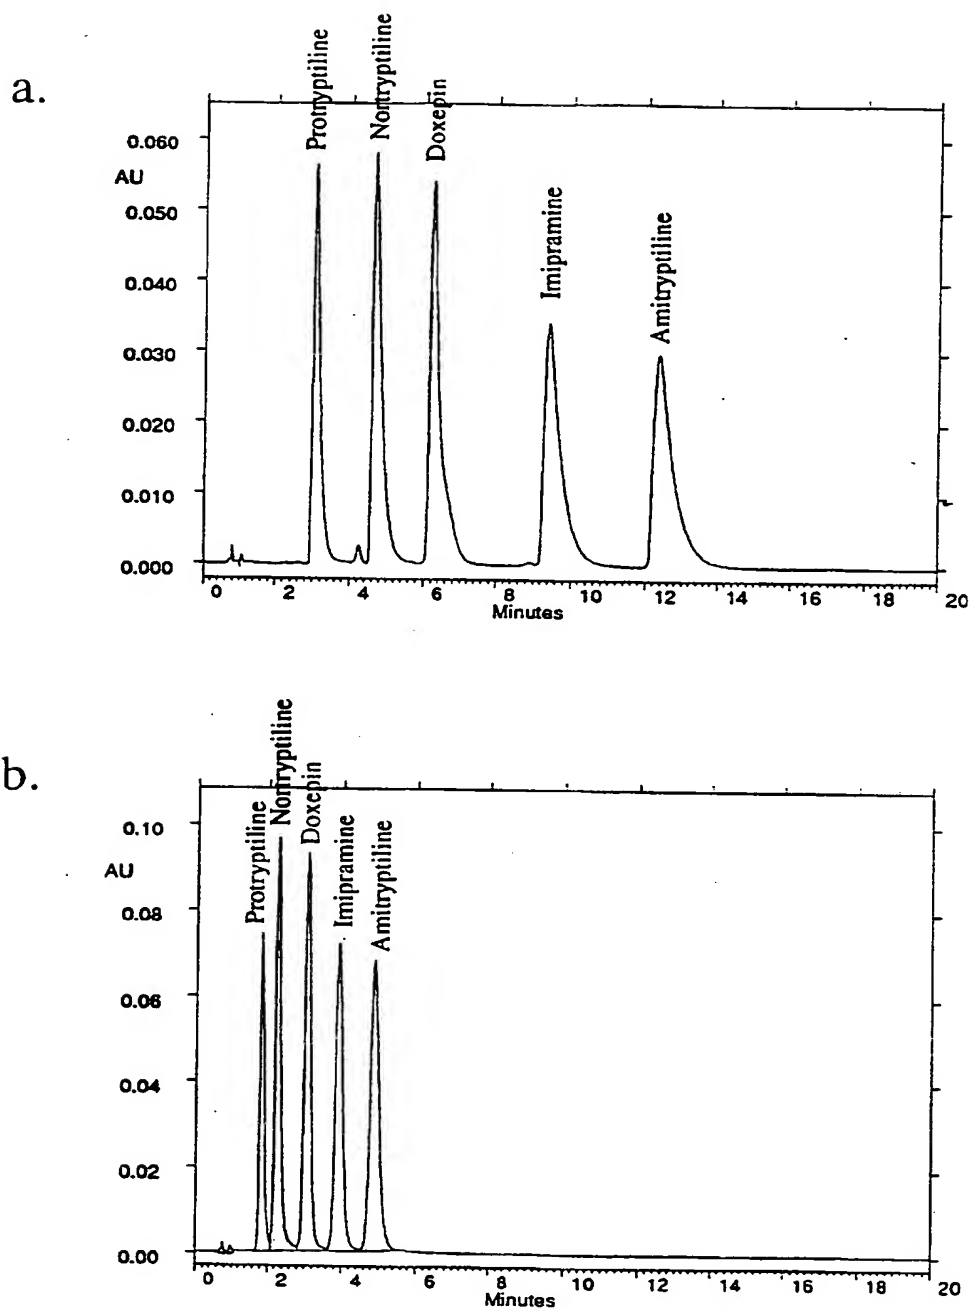 a.
Protryptiline
Nortryptiline
Doxepin
Imipramine
Amitryptiline
0.060
AU
0.050
0.040
0.030
0.020
0.010
0.000
0 2 4 6 8 10 12 14 16 18 20
Minutes
b.
Protryptiline
Nortryptiline
Doxepin
Imipramine
Amitryptiline
0.10
AU
0.08
0.06
0.04
0.02
0.00
0 2 4 6 8 10 12 14 16 18 20
Minutes